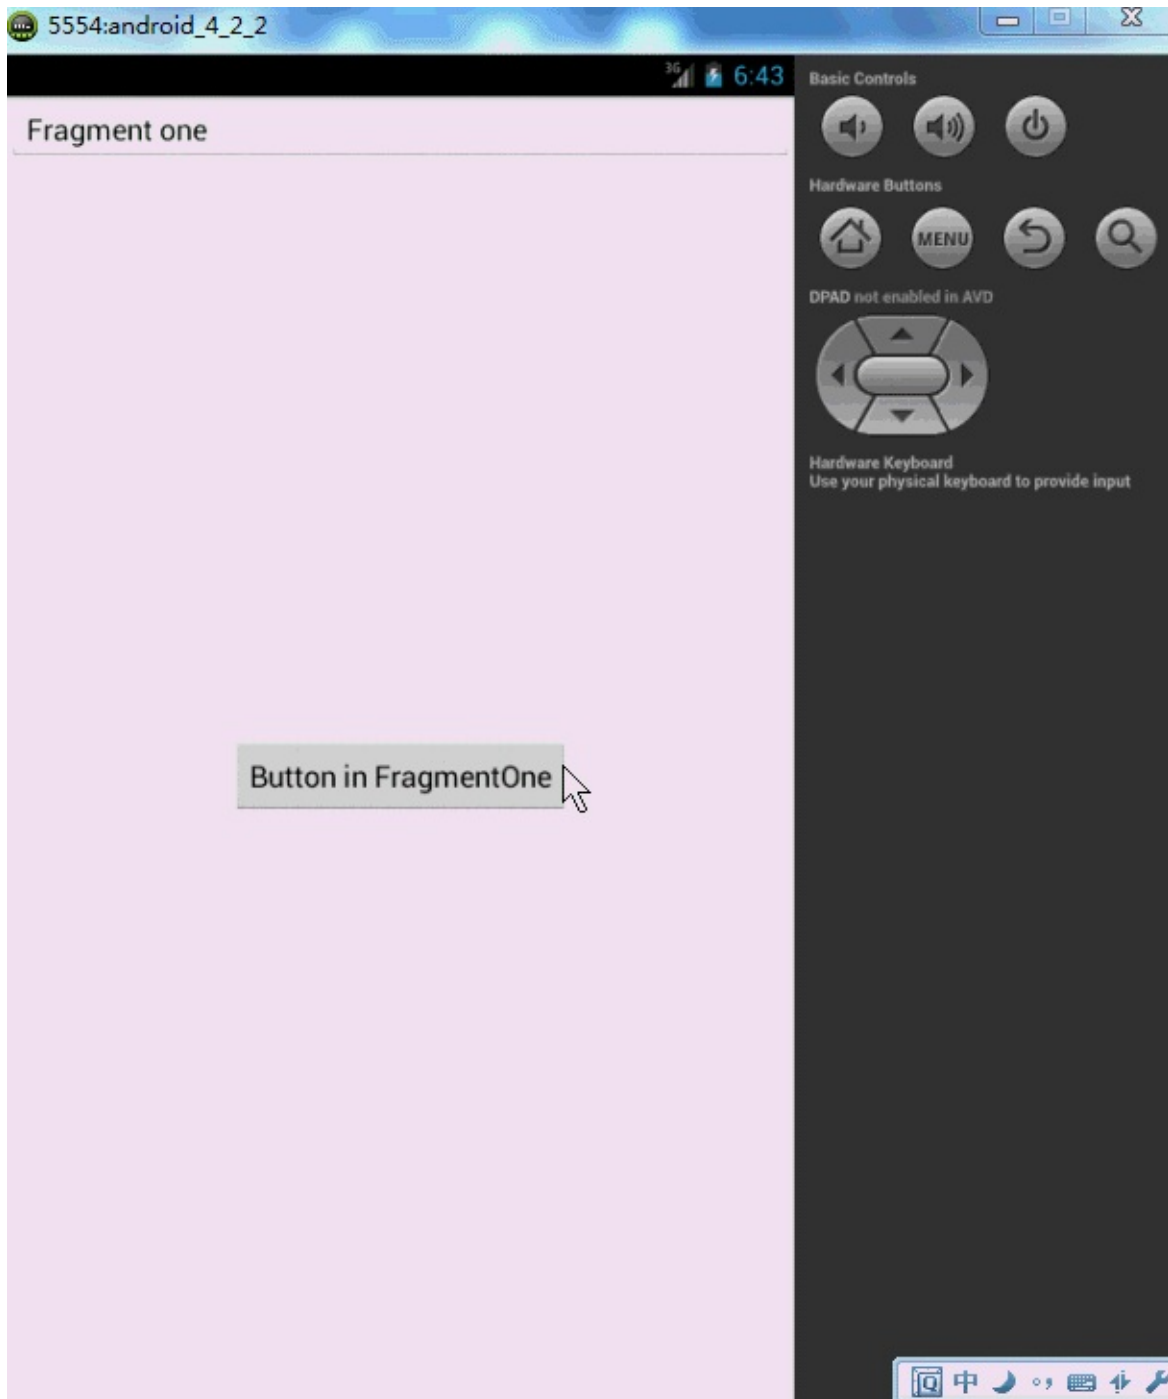 5554:android_4_2_2
3G 6:43
Fragment one
Button in FragmentOne
Basic Controls
Hardware Buttons
MENU
DPAD not enabled in AVD
Hardware Keyboard
Use your physical keyboard to provide input
中